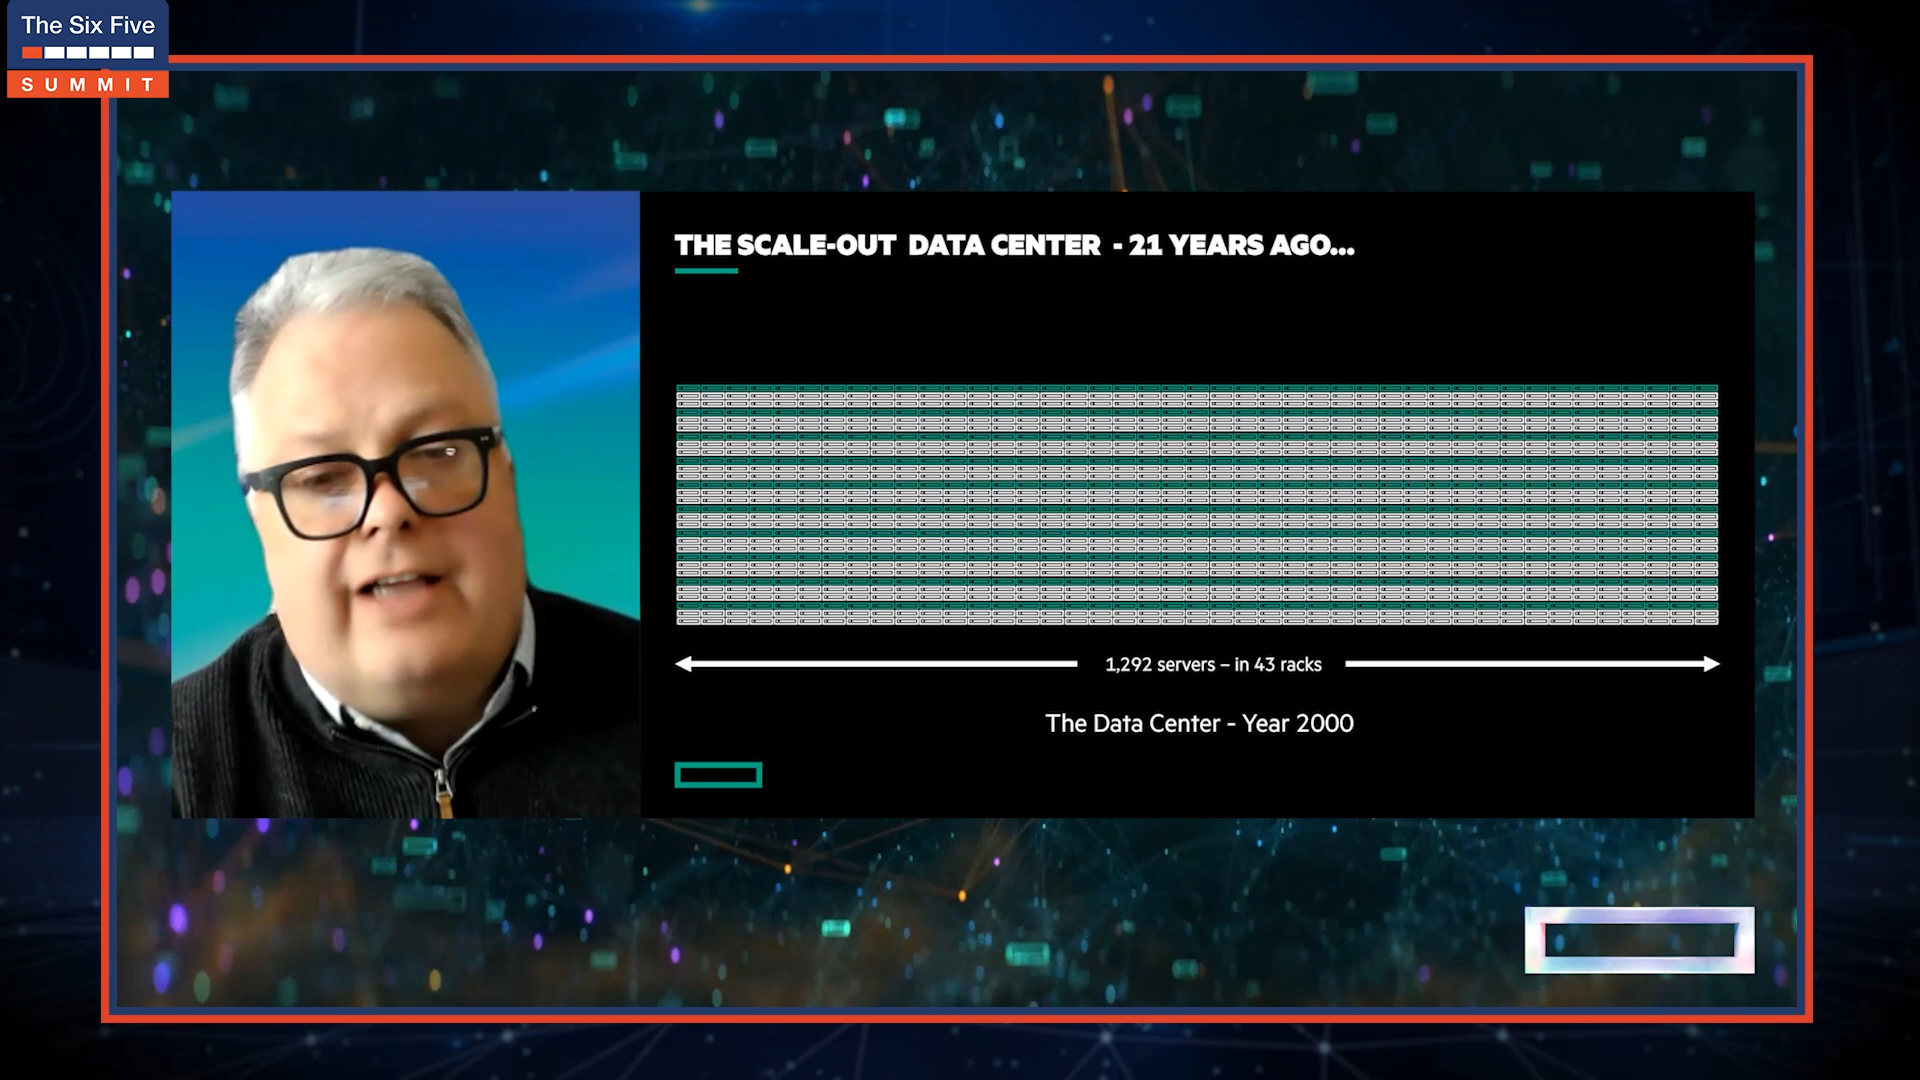 The Six Five
SUMMIT
THE SCALE-OUT DATA CENTER - 21 YEARS AGO...
1,292 servers – in 43 racks
The Data Center - Year 2000